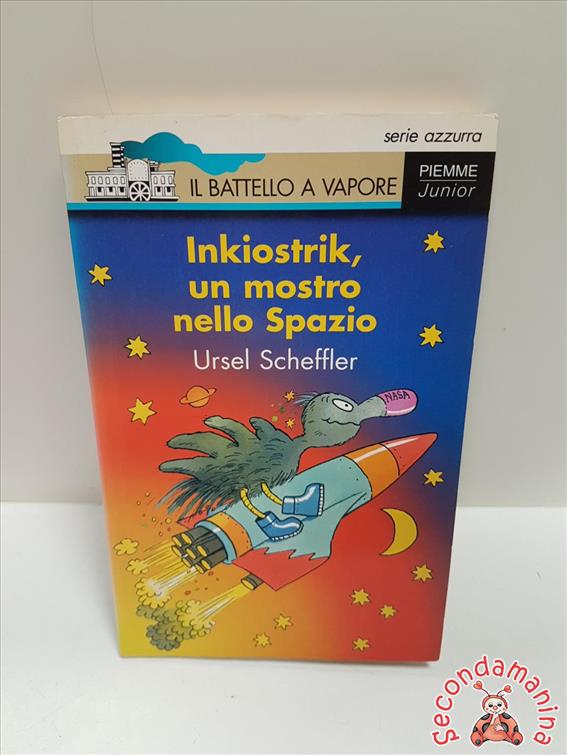 serie azzurra
IL BATTELLO A VAPORE
PIEMME
Junior
Inkiostrik,
un mostro
nello Spazio
Ursel Scheffler
NASA
Secondamanina